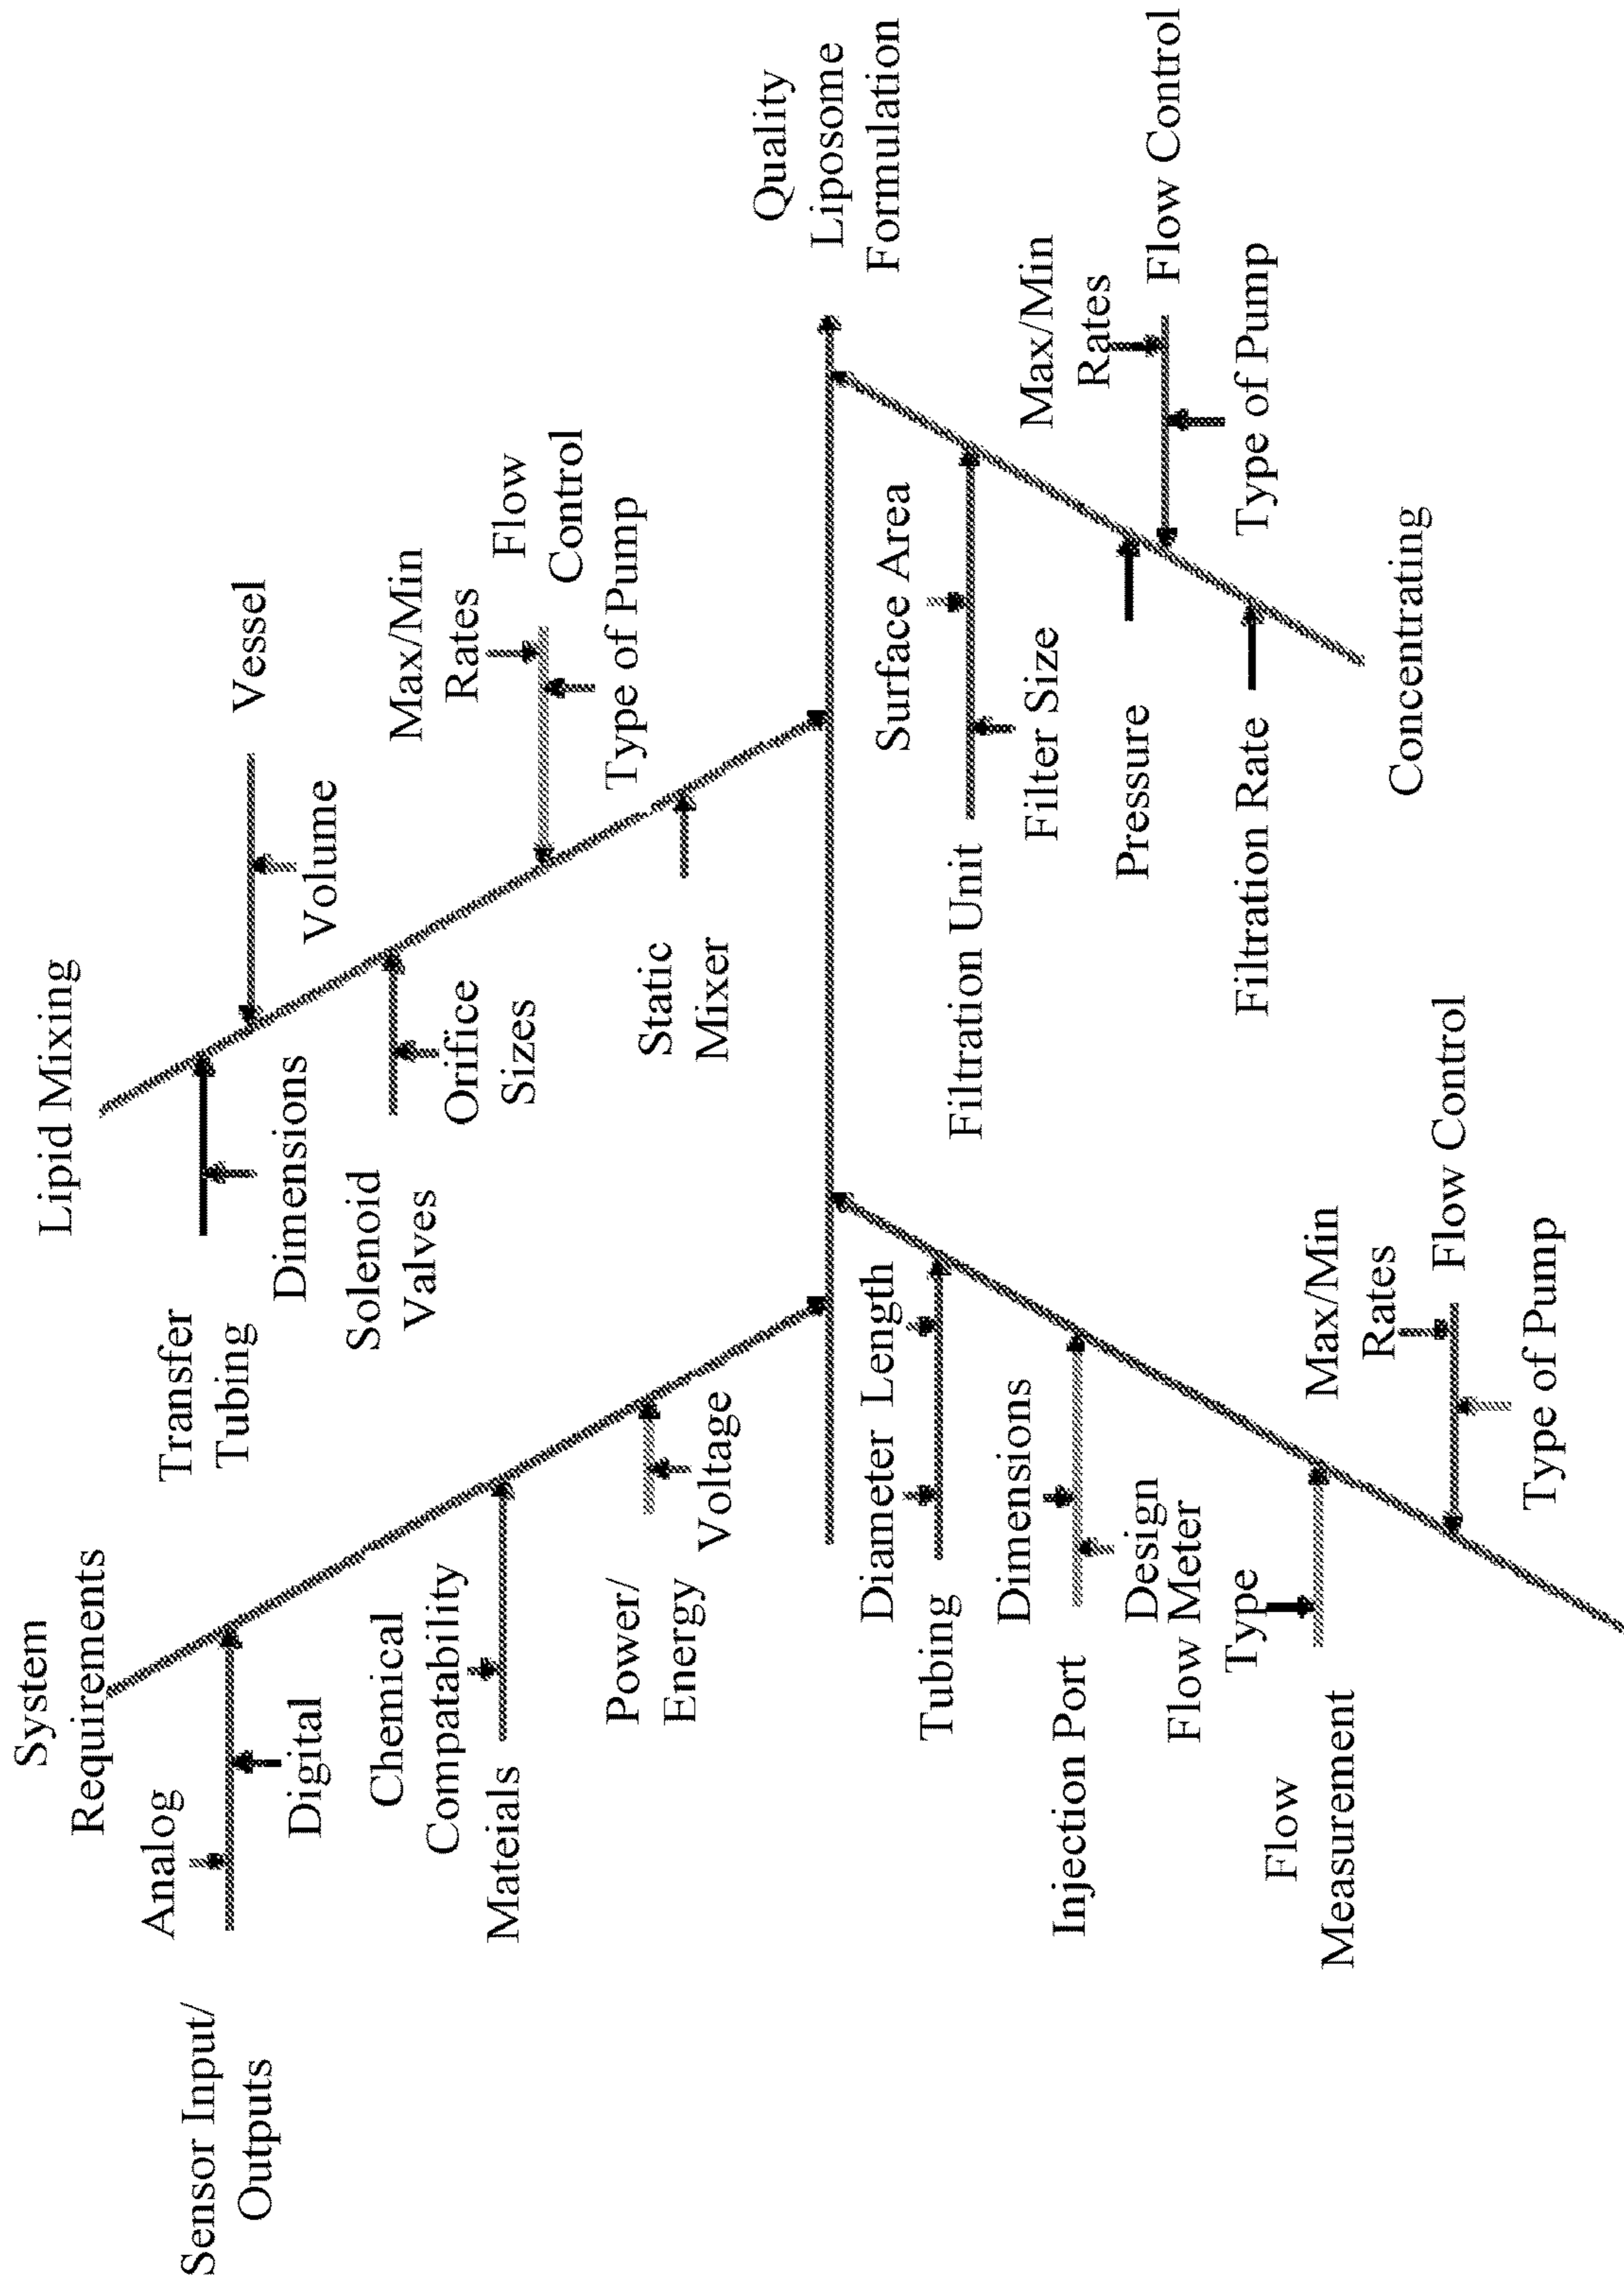 System
Requirements
Sensor Input/
Outputs
Analog
Digital
Chemical
Compatability
Mateials
Power/
Energy
Voltage
Lipid Mixing
Transfer
Tubing
Dimensions
Vessel
Volume
Solenoid
Valves
Orifice
Sizes
Max/Min
Rates
Flow
Control
Type of Pump
Static
Mixer
Quality
Liposome
Formulation
Diameter
Length
Tubing
Dimensions
Injection Port
Design
Flow Meter
Type
Flow
Measurement
Max/Min
Rates
Flow Control
Type of Pump
Surface Area
Filtration Unit
Filter Size
Pressure
Max/Min
Rates
Flow Control
Type of Pump
Filtration Rate
Concentrating